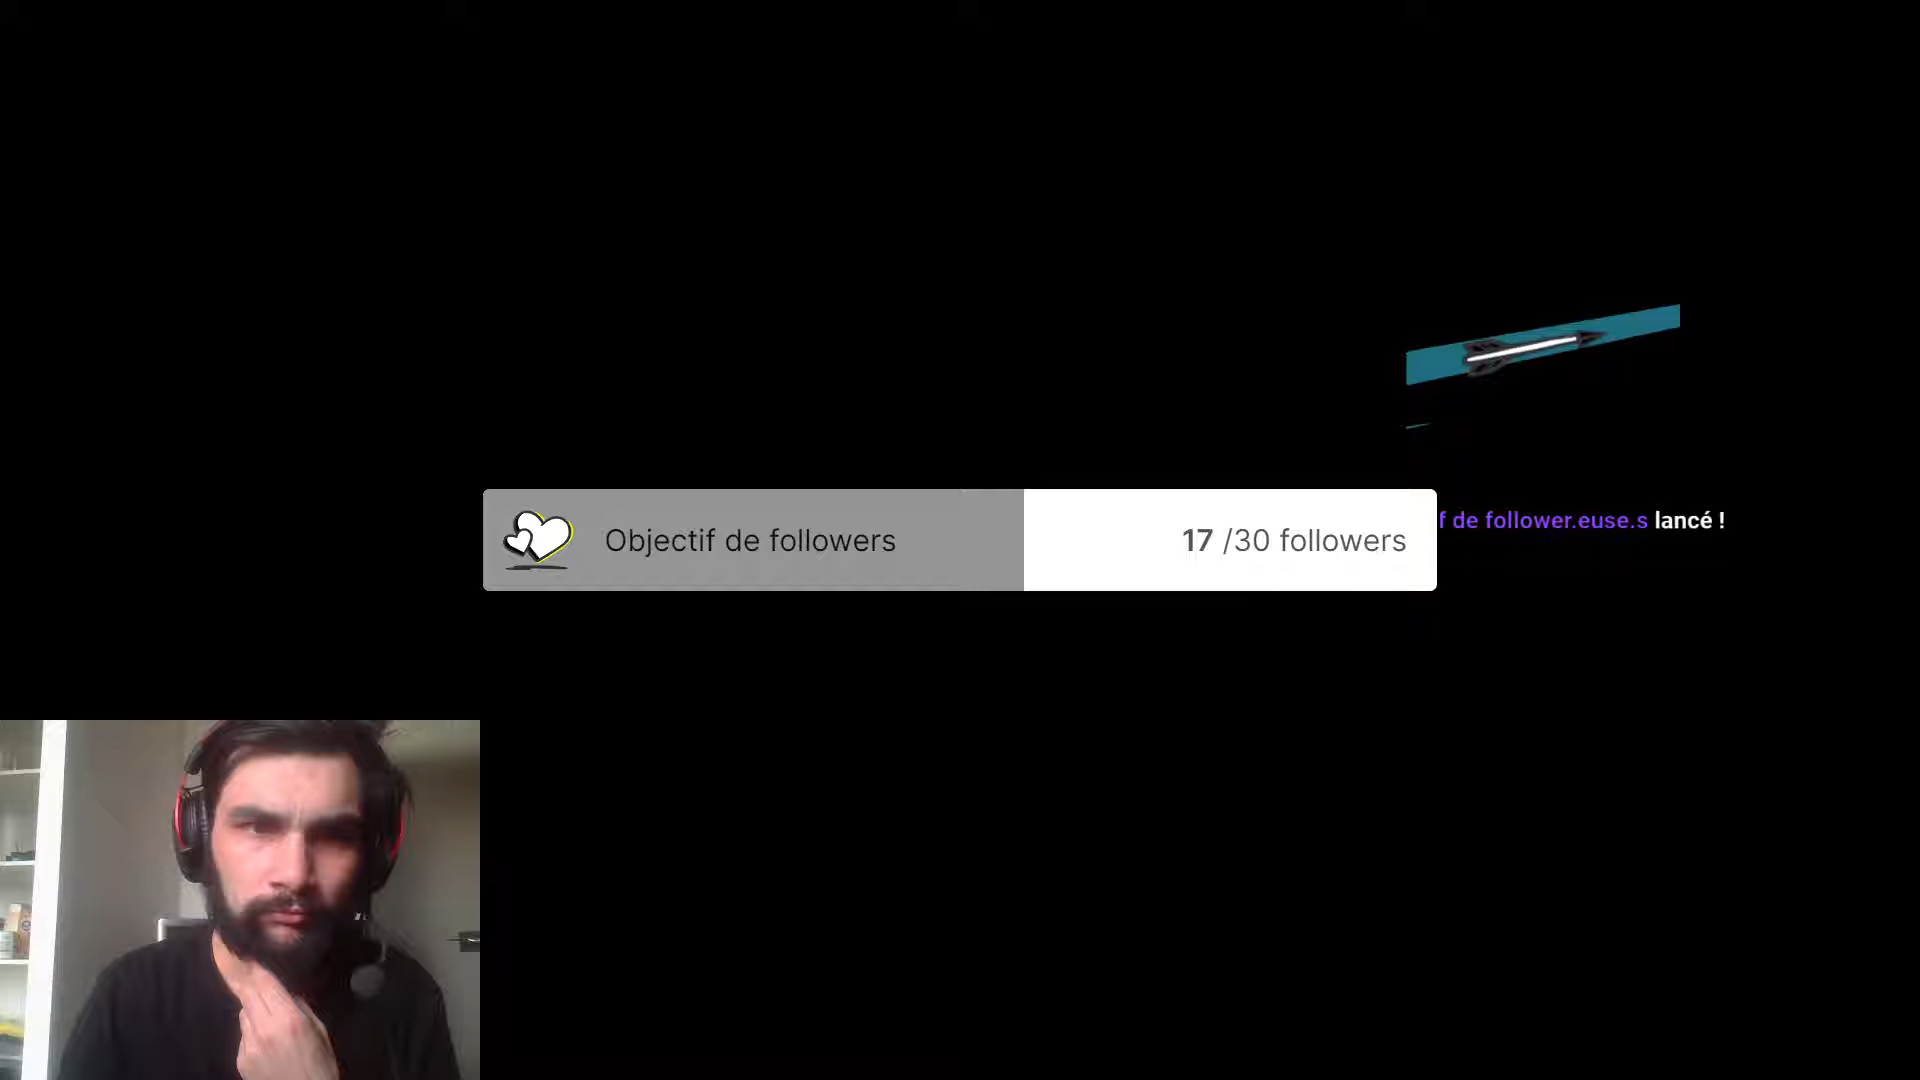 Objectif de followers
17 /30 followers
f de follower.euse.s lancé !